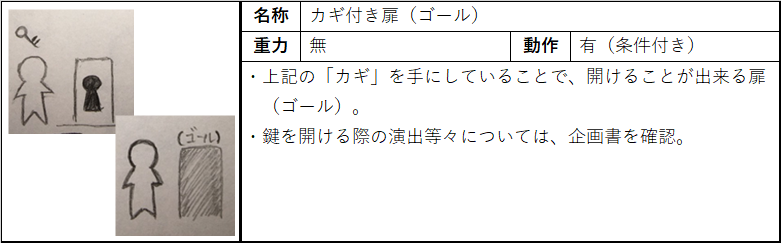 名称 カギ付き扉（ゴール）
重力 無 動作 有（条件付き）
・上記の「カギ」を手にしていることで、開けることが出来る扉
（ゴール）。
・鍵を開ける際の演出等々については、企画書を確認。
(ゴール)